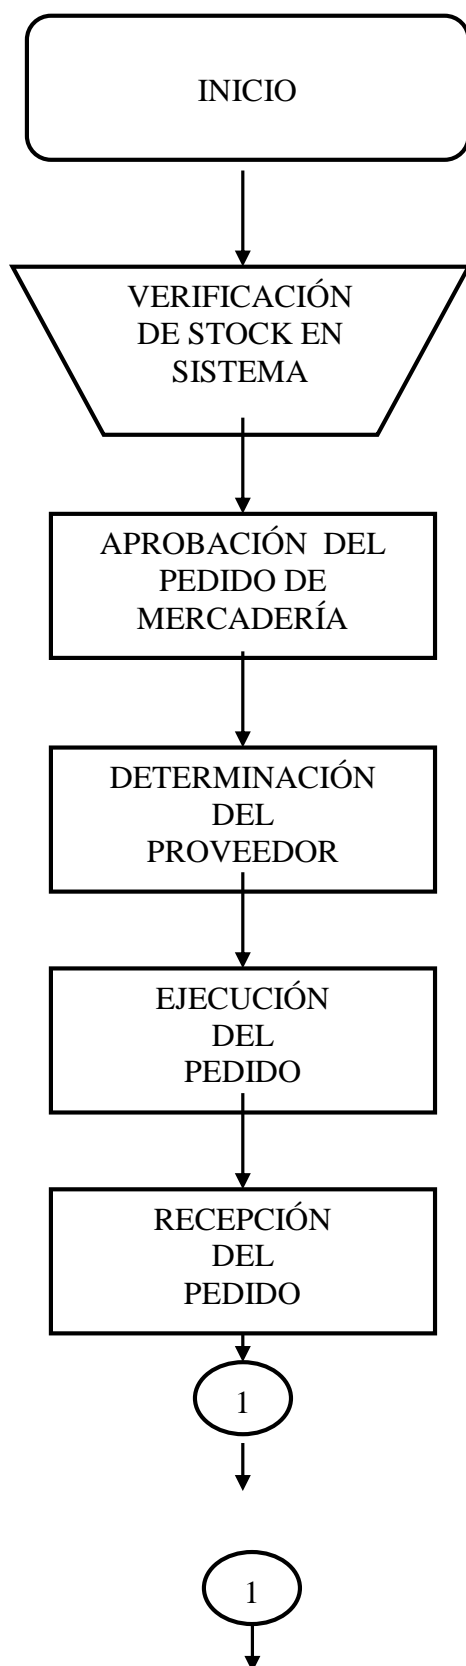 INICIO
VERIFICACIÓN
DE STOCK EN
SISTEMA
APROBACIÓN  DEL
PEDIDO DE
MERCADERÍA
DETERMINACIÓN
DEL
PROVEEDOR
EJECUCIÓN
DEL
PEDIDO
RECEPCIÓN
DEL
PEDIDO
1
1